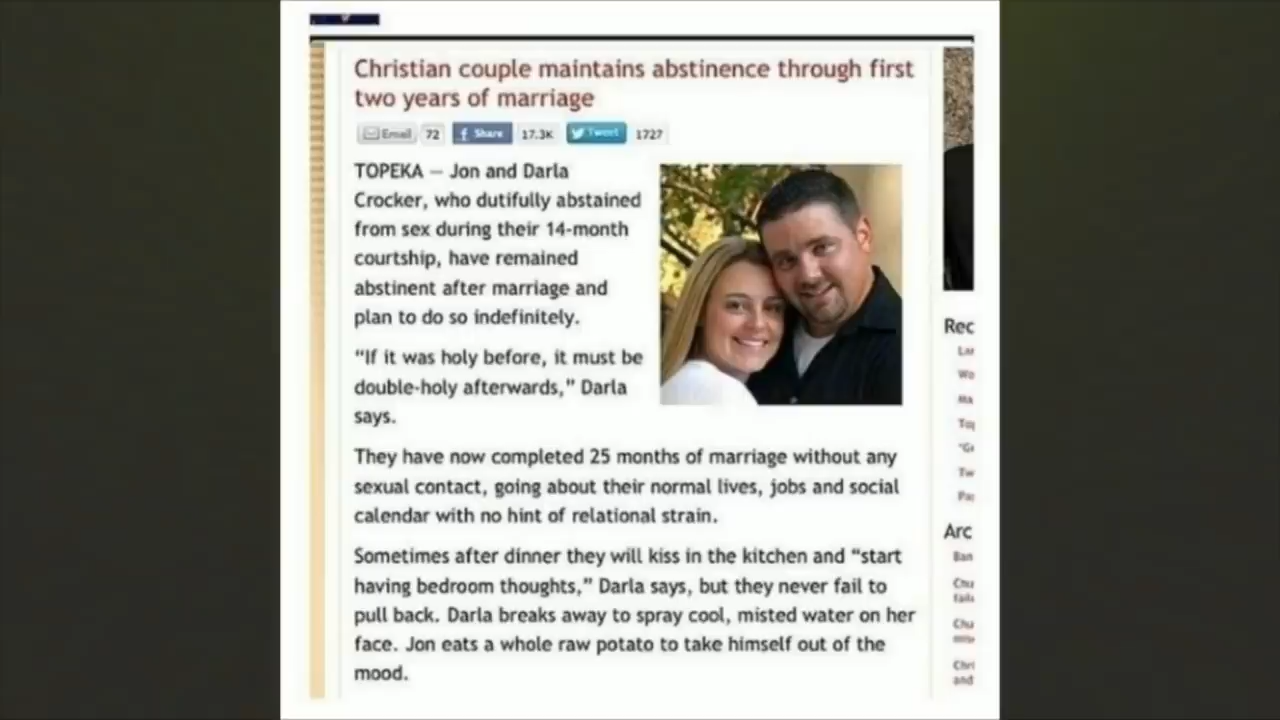 Christian couple maintains abstinence through first
two years of marriage
Email 72 Share 17.3K Tweet 1727
TOPEKA — Jon and Darla
Crocker, who dutifully abstained
from sex during their 14-month
courtship, have remained
abstinent after marriage and
plan to do so indefinitely.
“If it was holy before, it must be
double-holy afterwards,” Darla
says.
They have now completed 25 months of marriage without any
sexual contact, going about their normal lives, jobs and social
calendar with no hint of relational strain.
Sometimes after dinner they will kiss in the kitchen and “start
having bedroom thoughts,” Darla says, but they never fail to
pull back. Darla breaks away to spray cool, misted water on her
face. Jon eats a whole raw potato to take himself out of the
mood.
Rec
Wo
Arc
Ban
Chu